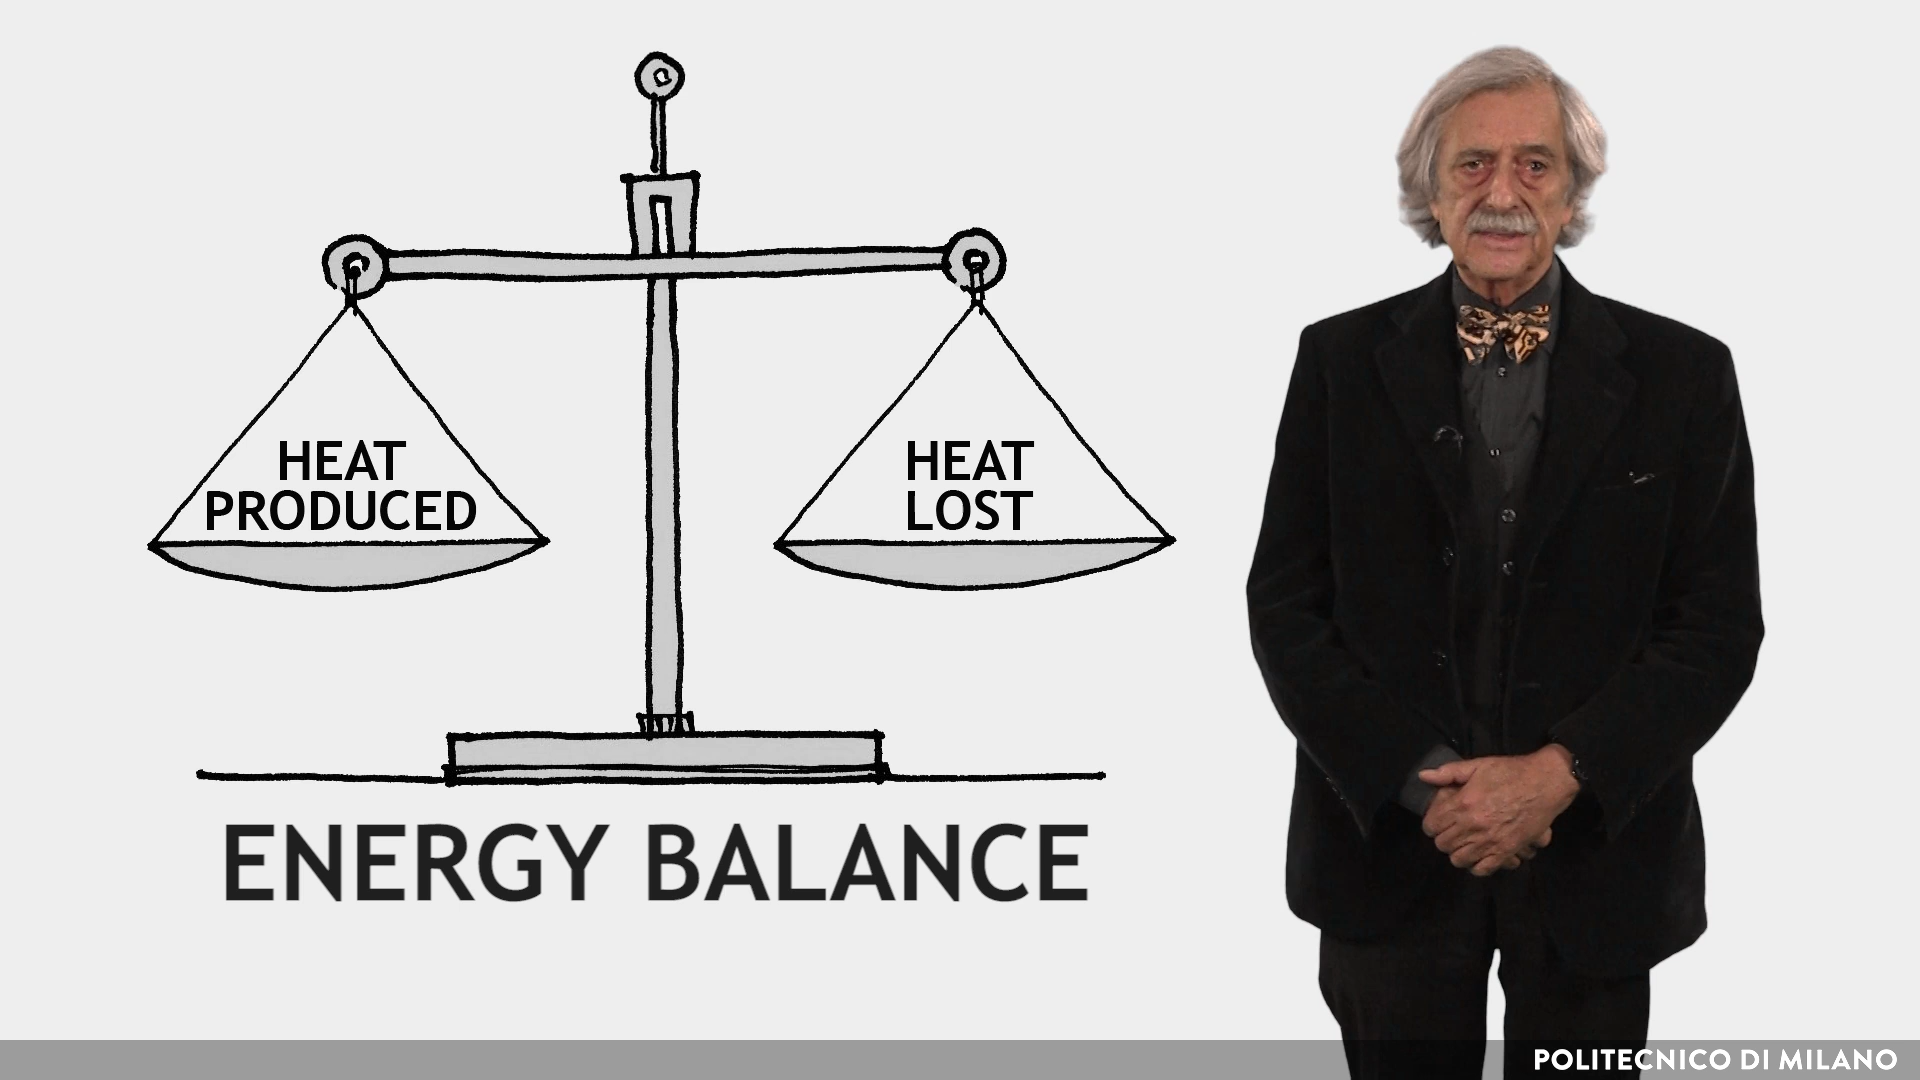 HEAT
PRODUCED
HEAT
LOST
ENERGY BALANCE
POLITECNICO DI MILANO